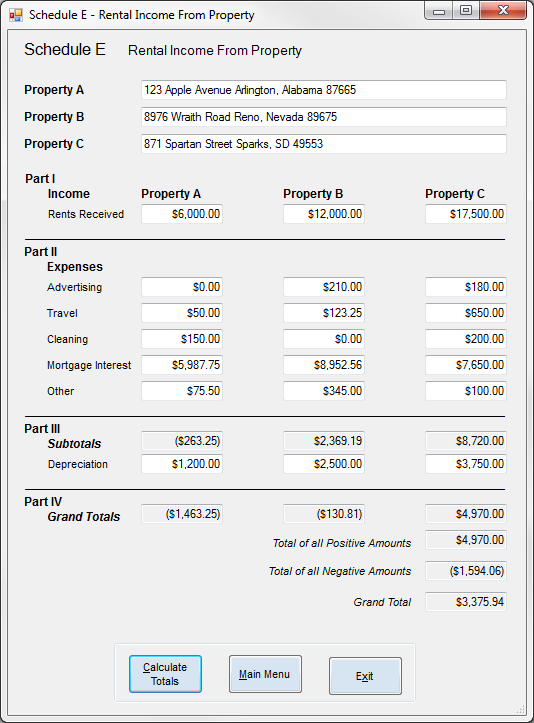 Schedule E - Rental Income From Property
Schedule E Rental Income From Property
Property A 123 Apple Avenue Arlington, Alabama 87665
Property B 8976 Wraith Road Reno, Nevada 89675
Property C 871 Spartan Street Sparks, SD 49553
Part I
Income Property A Property B Property C
Rents Received $6,000.00 $12,000.00 $17,500.00
Part II
Expenses
Advertising $0.00 $210.00 $180.00
Travel $50.00 $123.25 $650.00
Cleaning $150.00 $0.00 $200.00
Mortgage Interest $5,987.75 $8,952.56 $7,650.00
Other $75.50 $345.00 $100.00
Part III
Subtotals ($263.25) $2,369.19 $8,720.00
Depreciation $1,200.00 $2,500.00 $3,750.00
Part IV
Grand Totals ($1,463.25) ($130.81) $4,970.00
Total of all Positive Amounts $4,970.00
Total of all Negative Amounts ($1,594.06)
Grand Total $3,375.94
Calculate
Totals
Main Menu
Exit